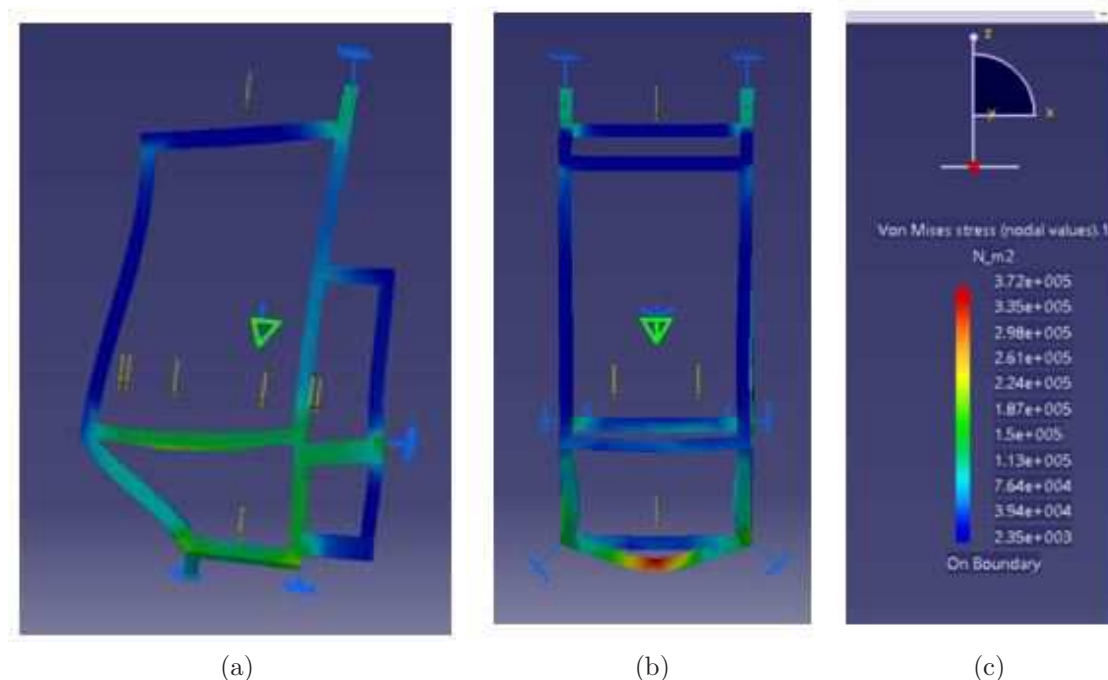 z
y
x
Von Mises stress (nodal values).1
N_m2
3.72e+005
3.35e+005
2.98e+005
2.61e+005
2.24e+005
1.87e+005
1.5e+005
1.13e+005
7.64e+004
3.94e+004
2.35e+003
On Boundary
(a)
(b)
(c)